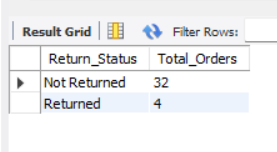 Result Grid Filter Rows:
Return_Status Total_Orders
Not Returned 32
Returned 4